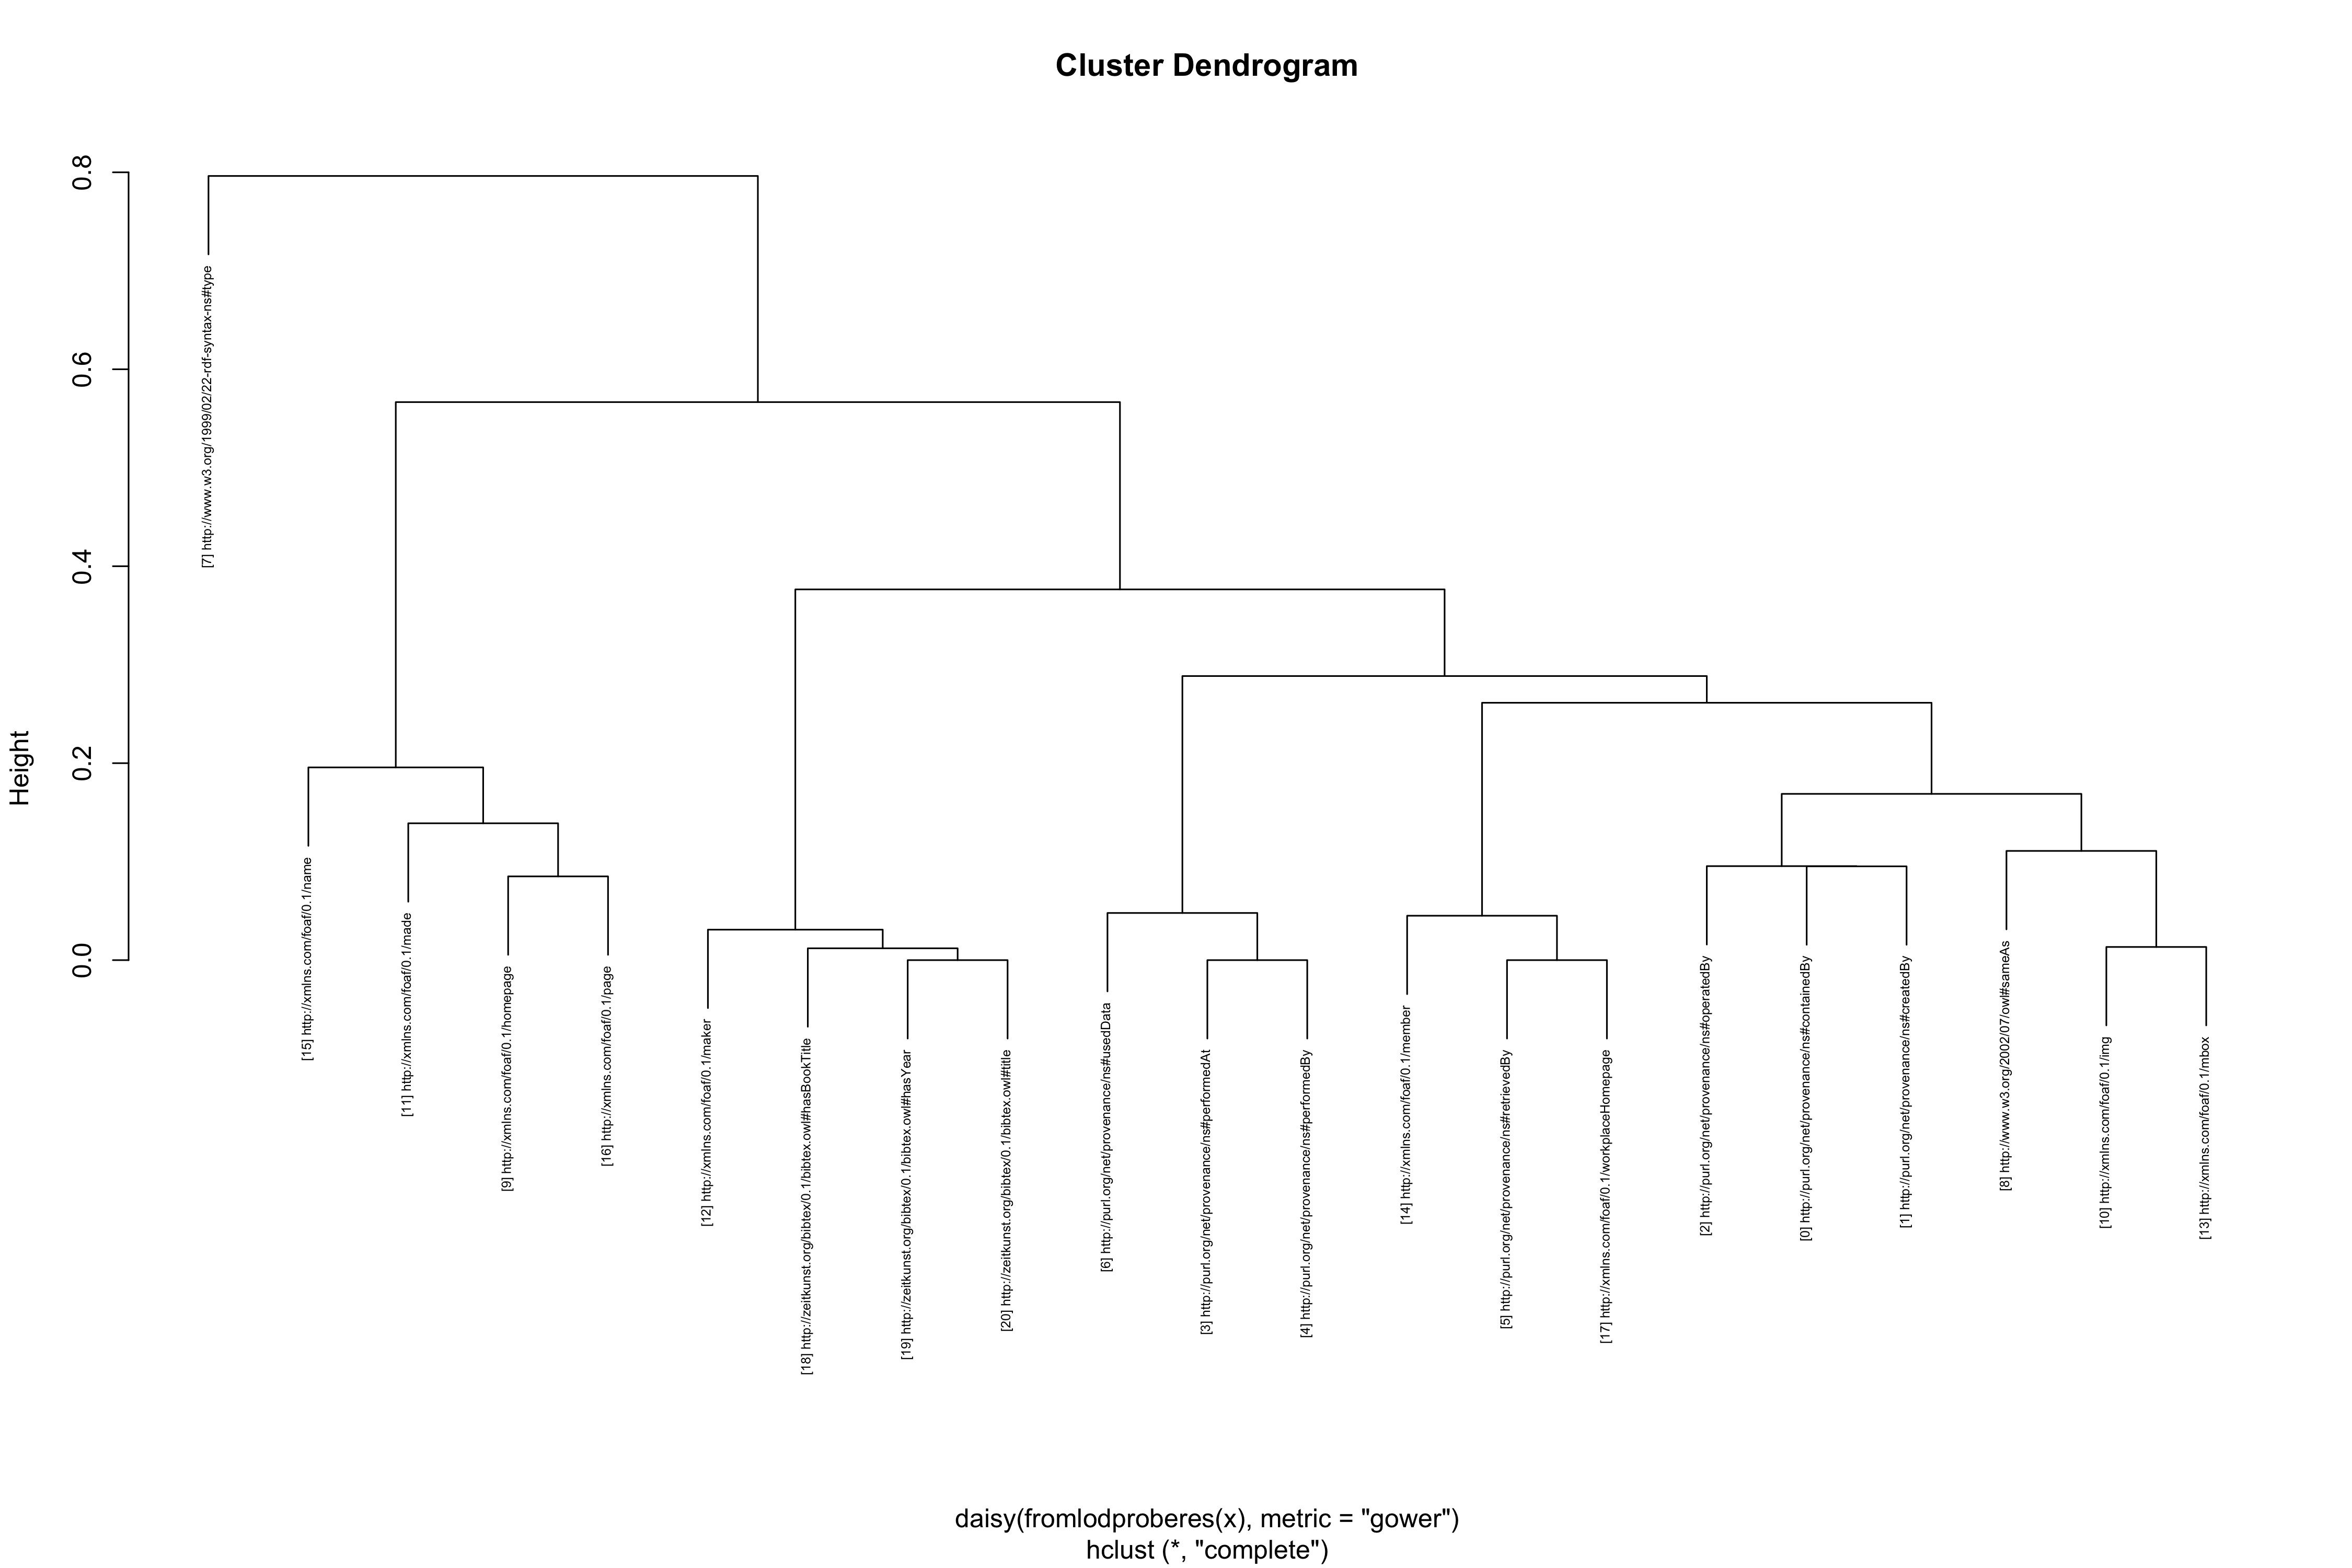 Cluster Dendrogram
Height
0.0
0.2
0.4
0.6
0.8
[7] http://www.w3.org/1999/02/22-rdf-syntax-ns#type
[15] http://xmlns.com/foaf/0.1/name
[11] http://xmlns.com/foaf/0.1/made
[9] http://xmlns.com/foaf/0.1/homepage
[16] http://xmlns.com/foaf/0.1/page
[12] http://xmlns.com/foaf/0.1/maker
[18] http://zeitkunst.org/bibtex/0.1/bibtex.owl#hasBookTitle
[19] http://zeitkunst.org/bibtex/0.1/bibtex.owl#hasYear
[20] http://zeitkunst.org/bibtex/0.1/bibtex.owl#title
[6] http://purl.org/net/provenance/ns#usedData
[3] http://purl.org/net/provenance/ns#performedAt
[4] http://purl.org/net/provenance/ns#performedBy
[14] http://xmlns.com/foaf/0.1/member
[5] http://purl.org/net/provenance/ns#retrievedBy
[17] http://xmlns.com/foaf/0.1/workplaceHomepage
[2] http://purl.org/net/provenance/ns#operatedBy
[0] http://purl.org/net/provenance/ns#containedBy
[1] http://purl.org/net/provenance/ns#createdBy
[8] http://www.w3.org/2002/07/owl#sameAs
[10] http://xmlns.com/foaf/0.1/img
[13] http://xmlns.com/foaf/0.1/mbox
daisy(fromlodproberes(x), metric = "gower")
hclust (*, "complete")